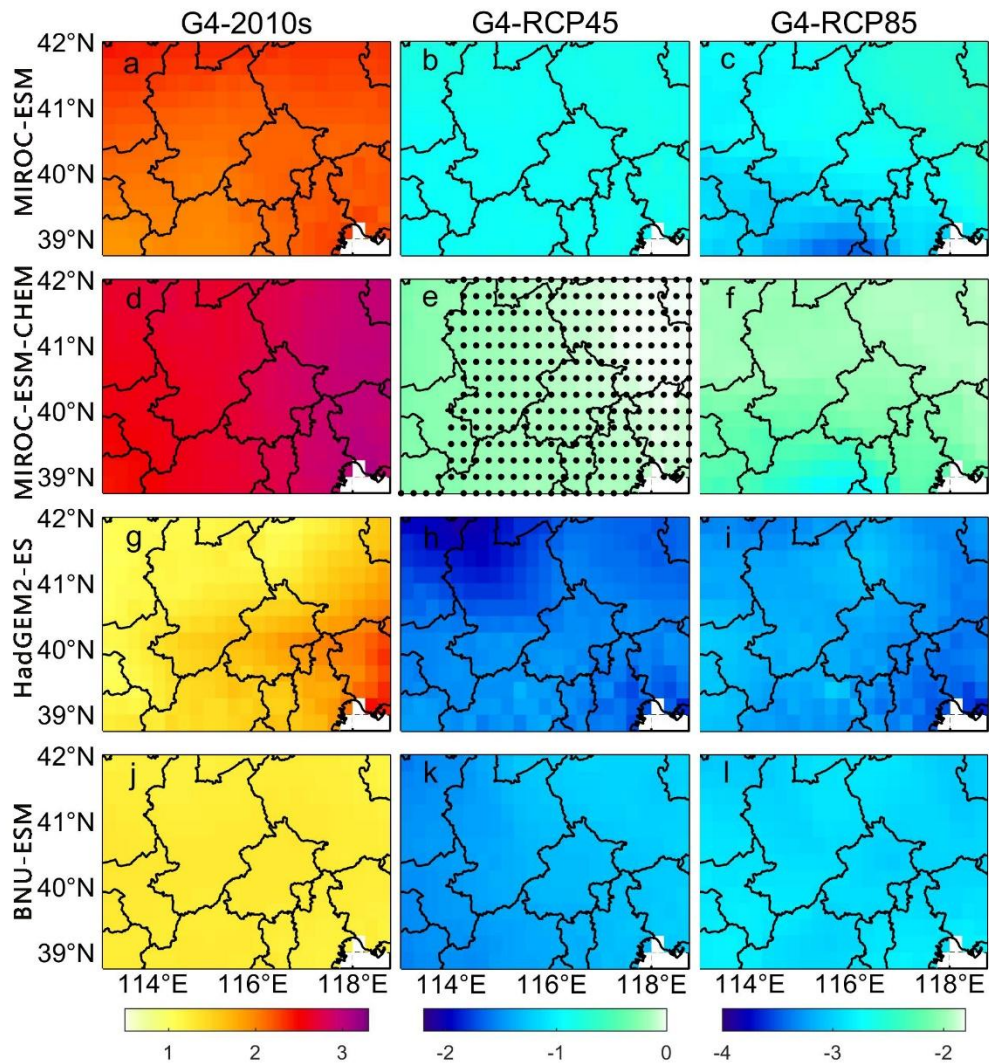 G4-2010s G4-RCP45 G4-RCP85
MIROC-ESM
42°N
41°N
40°N
39°N
a b c
MIROC-ESM-CHEM
42°N
41°N
40°N
39°N
d e f
HadGEM2-ES
42°N
41°N
40°N
39°N
g h i
BNU-ESM
42°N
41°N
40°N
39°N
j k l
114°E 116°E 118°E 114°E 116°E 118°E 114°E 116°E 118°E
1 2 3 -2 -1 0 -4 -3 -2